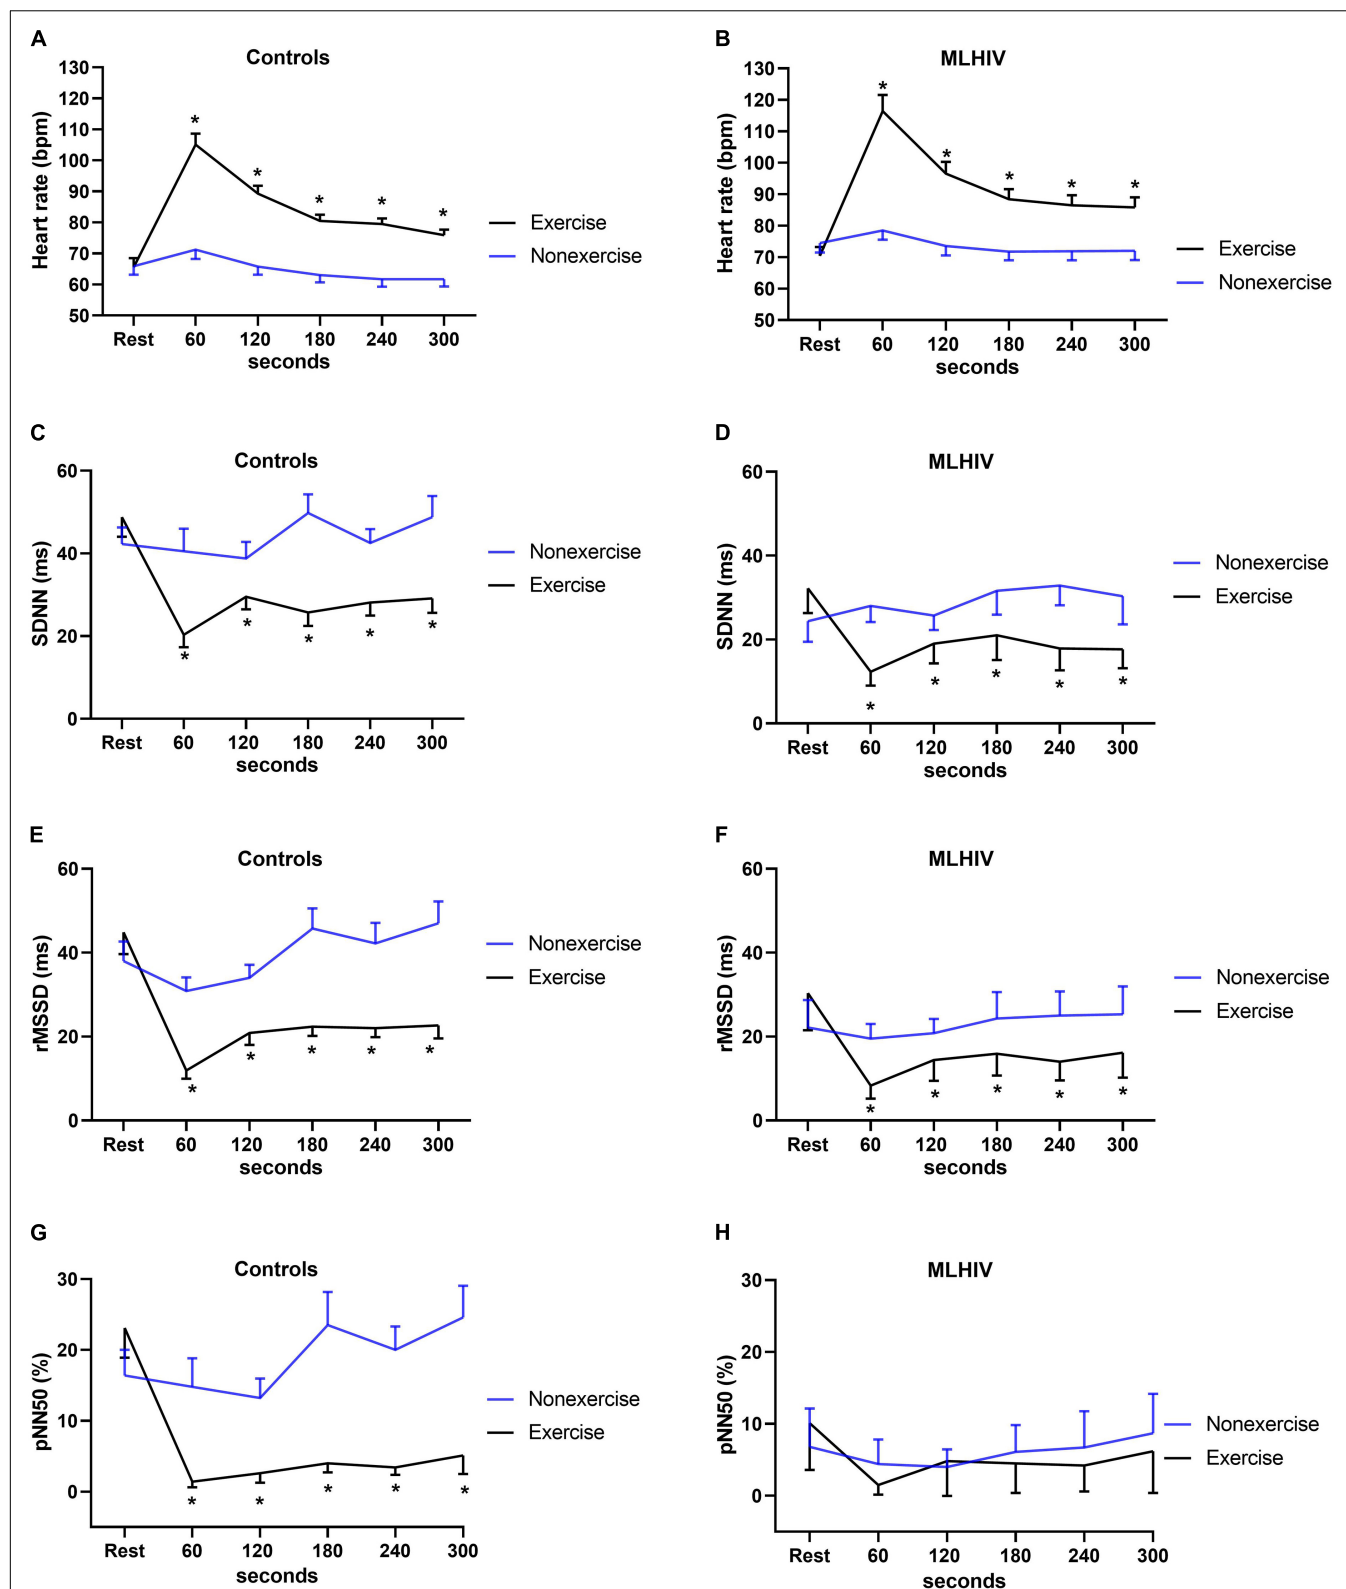 A
Controls
Heart rate (bpm)
130
120
110
100
90
80
70
60
50
* * * * *
Rest 60 120 180 240 300
seconds
Exercise
Nonexercise
B
MLHIV
Heart rate (bpm)
130
120
110
100
90
80
70
60
50
* * * * *
Rest 60 120 180 240 300
seconds
Exercise
Nonexercise
C
Controls
SDNN (ms)
60
40
20
0
* * * * *
Rest 60 120 180 240 300
seconds
Nonexercise
Exercise
D
MLHIV
SDNN (ms)
60
40
20
0
* * * * *
Rest 60 120 180 240 300
seconds
Nonexercise
Exercise
E
Controls
rMSSD (ms)
60
40
20
0
* * * * *
Rest 60 120 180 240 300
seconds
Nonexercise
Exercise
F
MLHIV
rMSSD (ms)
60
40
20
0
* * * * *
Rest 60 120 180 240 300
seconds
Nonexercise
Exercise
G
Controls
pNN50 (%)
30
20
10
0
* * * * *
Rest 60 120 180 240 300
seconds
Nonexercise
Exercise
H
MLHIV
pNN50 (%)
30
20
10
0
Rest 60 120 180 240 300
seconds
Nonexercise
Exercise